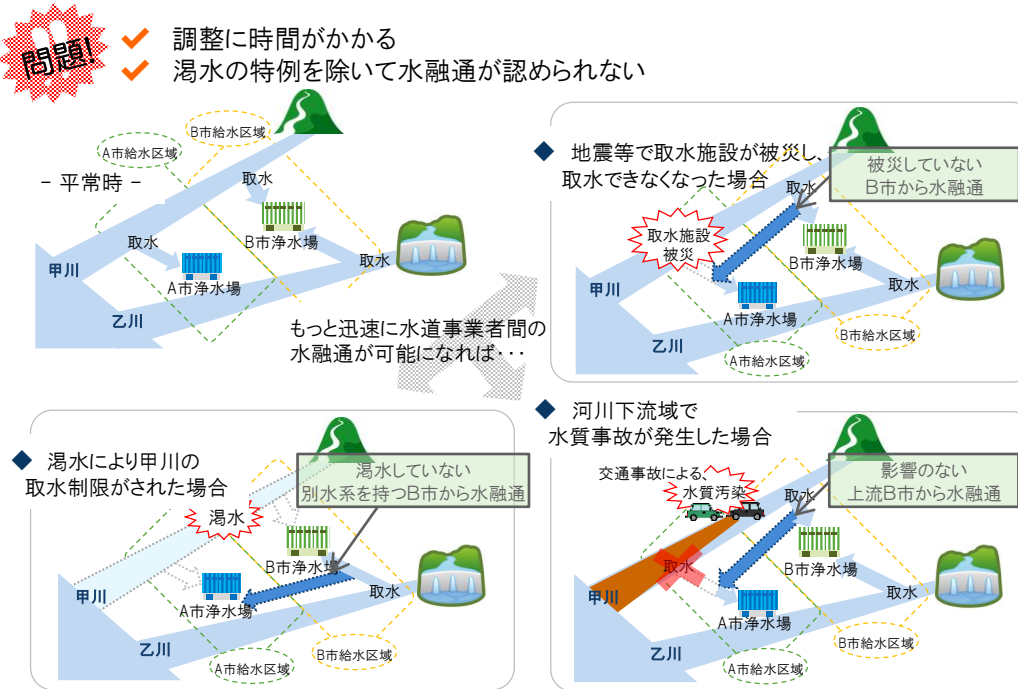 問題!
調整に時間がかかる
渇水の特例を除いて水融通が認められない
B市給水区域
A市給水区域
－ 平常時 －
取水
取水
B市浄水場
取水
甲川
A市浄水場
乙川
もっと迅速に水道事業者間の
水融通が可能になれば・・・
地震等で取水施設が被災し、
取水できなくなった場合
被災していない
B市から水融通
取水
取水施設
被災
B市浄水場
取水
甲川
A市浄水場
乙川
B市給水区域
A市給水区域
渇水により甲川の
取水制限がされた場合
渇水していない
別水系を持つB市から水融通
渇水
B市浄水場
取水
甲川
A市浄水場
乙川
B市給水区域
A市給水区域
河川下流域で
水質事故が発生した場合
交通事故による、
水質汚染
影響のない
上流B市から水融通
取水
取水
B市浄水場
取水
甲川
A市浄水場
乙川
B市給水区域
A市給水区域